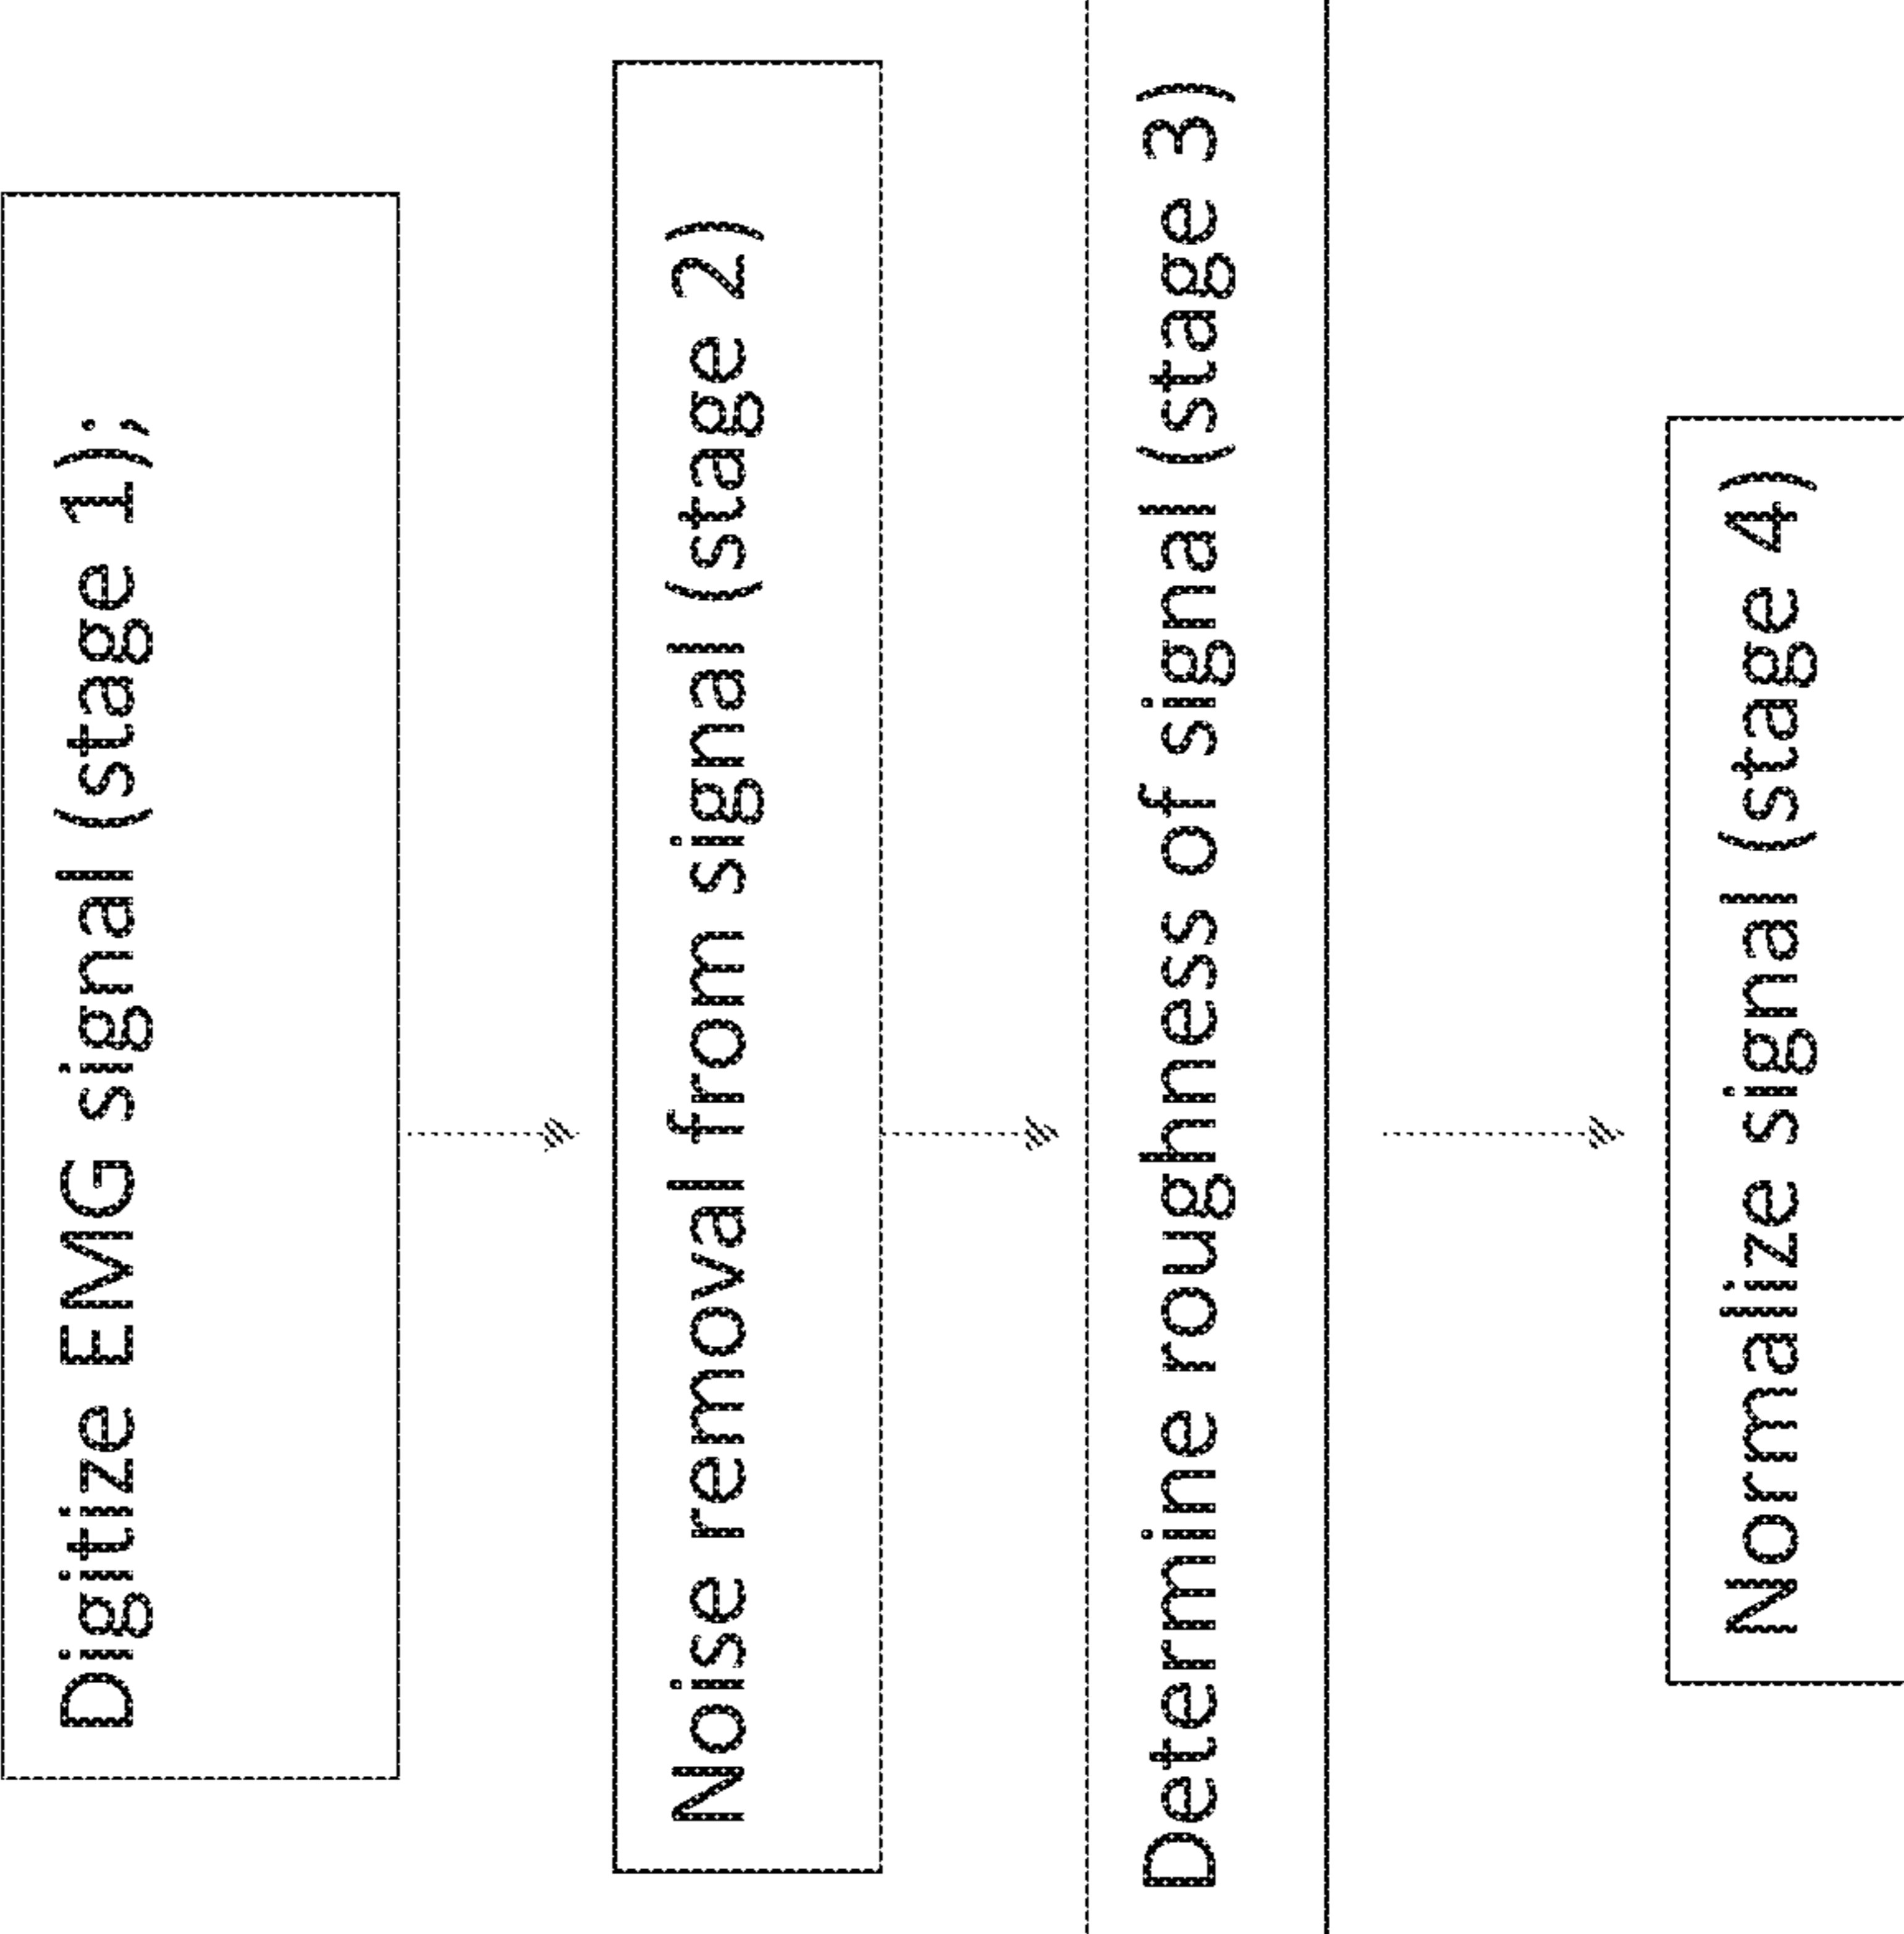 Digitize EMG signal (stage 1);
Noise removal from signal (stage 2)
Determine roughness of signal (stage 3)
Normalize signal (stage 4)